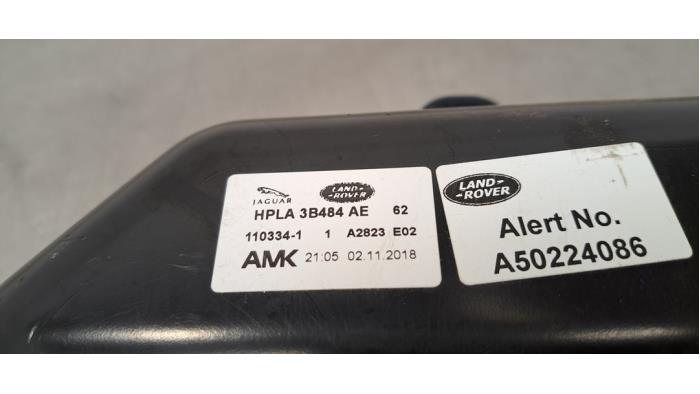 JAGUAR
LAND-
ROVER
HPLA 3B484 AE 62
110334-1 1 A2823 E02
AMK 21:05 02.11.2018
LAND-
ROVER
Alert No.
A50224086